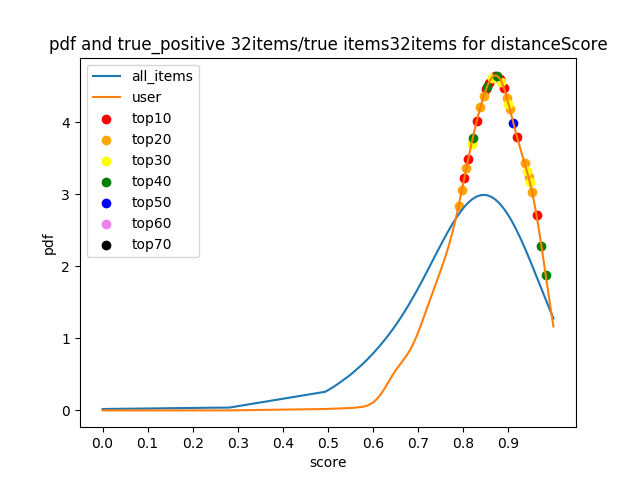 pdf and true_positive 32items/true items32items for distanceScore
all_items
user
top10
top20
top30
top40
top50
top60
top70
pdf
4
3
2
1
0
0.0 0.1 0.2 0.3 0.4 0.5 0.6 0.7 0.8 0.9
score